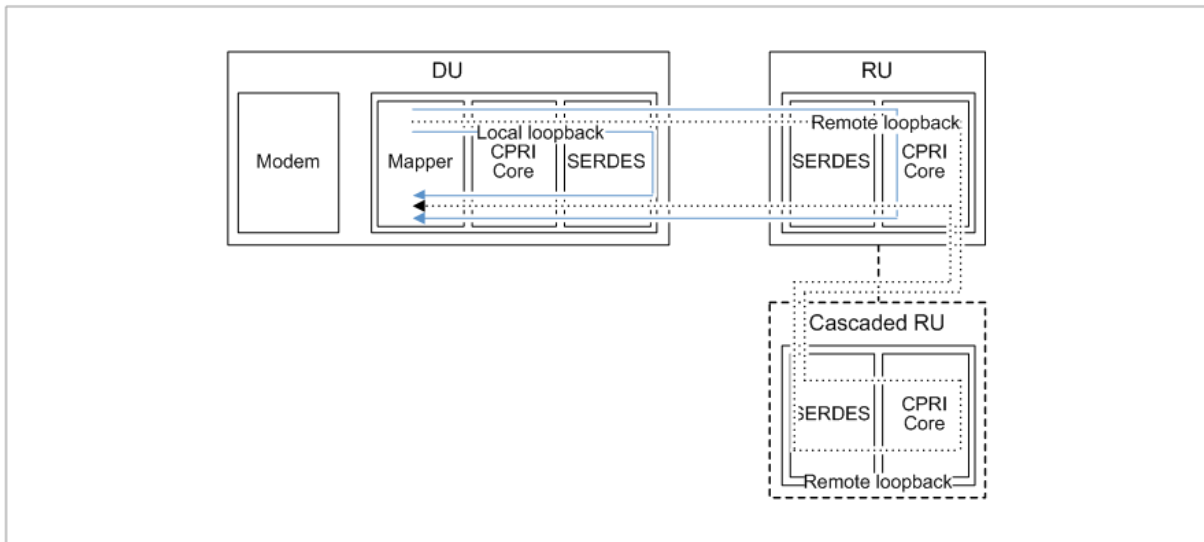 DU
RU
Modem
Mapper
CPRI
Core
SERDES
Local loopback
Remote loopback
SERDES
CPRI
Core
Cascaded RU
SERDES
CPRI
Core
Remote loopback